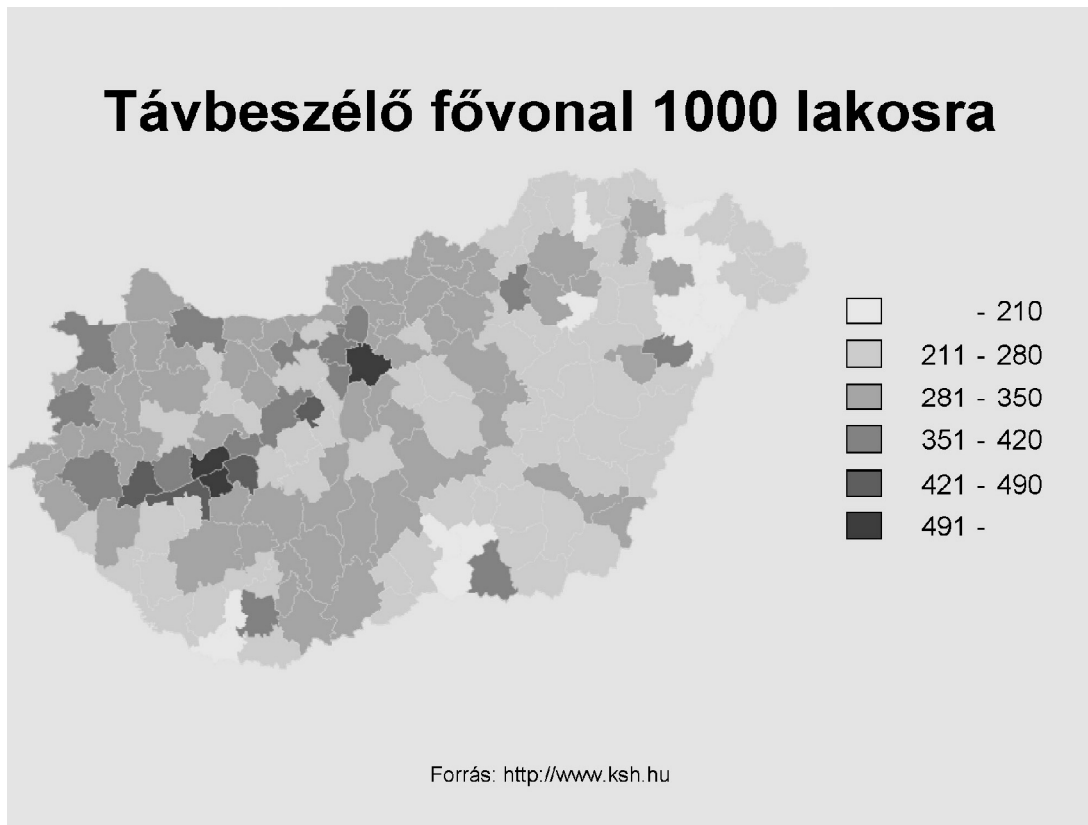 Távbeszélő fővonal 1000 lakosra
- 210
211 - 280
281 - 350
351 - 420
421 - 490
491 -
Forrás: http://www.ksh.hu